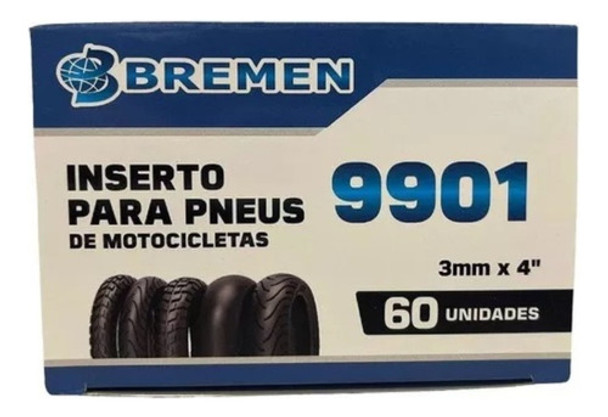 BREMEN
INSERTO
PARA PNEUS
DE MOTOCICLETAS
9901
3mm x 4"
60 UNIDADES